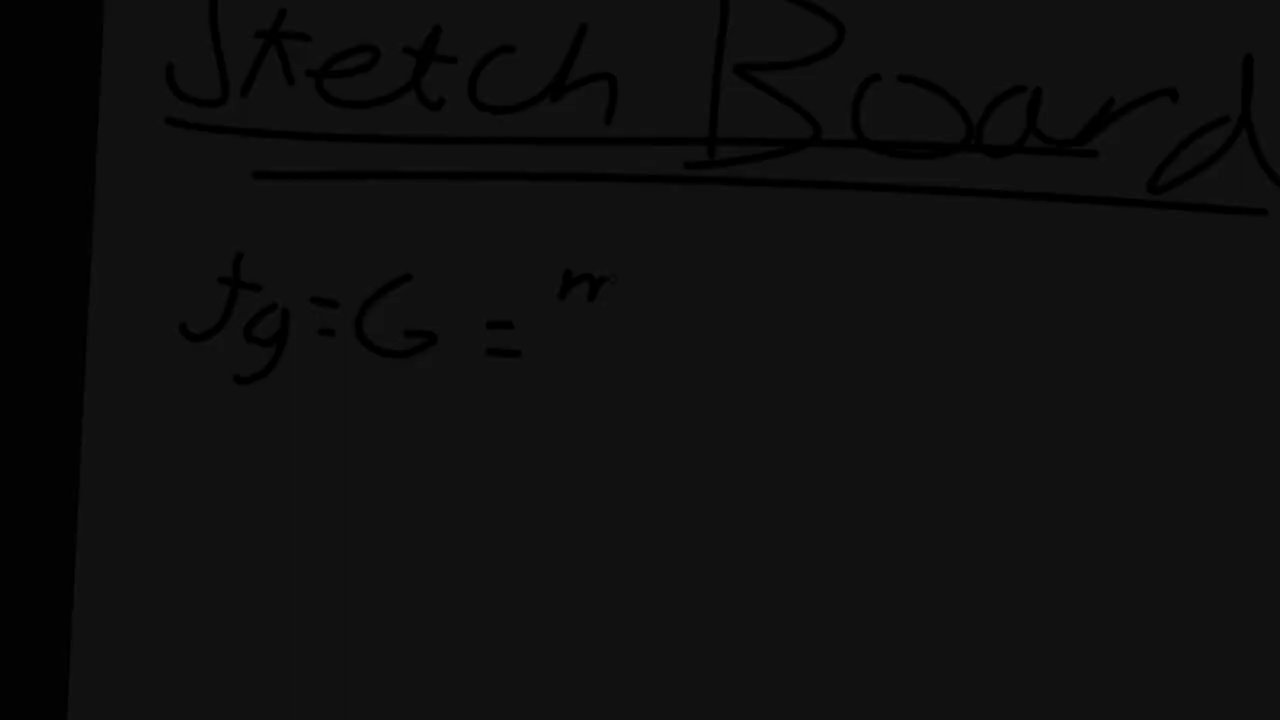 Sketch Board
fg = G = m